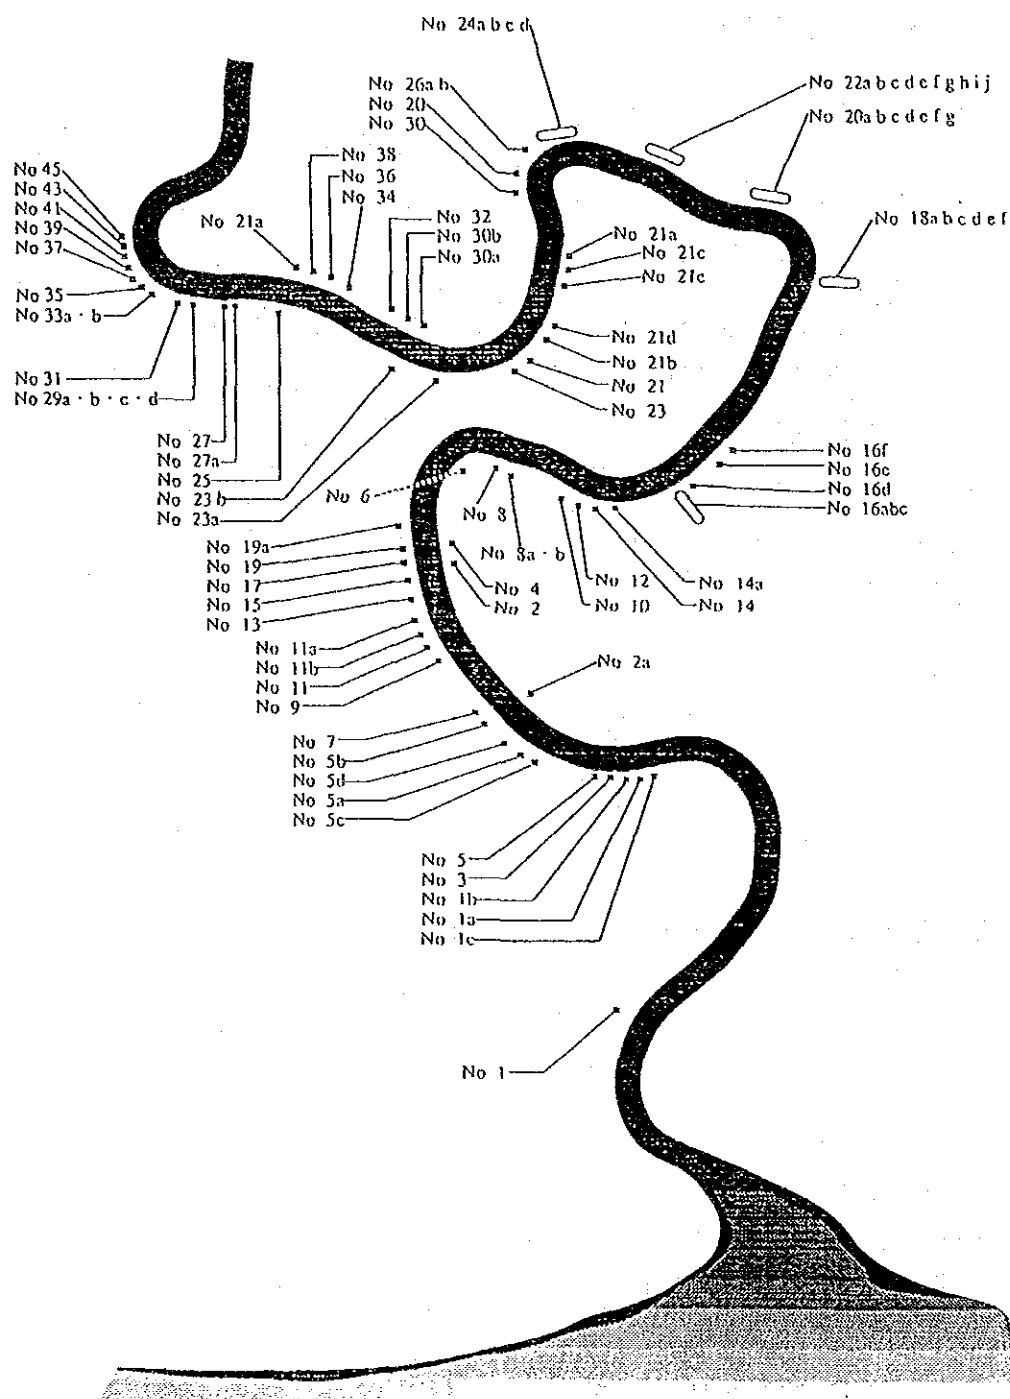 No 24a b c d
No 26a b
No 20
No 30
No 22a b c d e f g h i j
No 20a b c d e f g
No 18a b c d e f
No 38
No 36
No 34
No 45
No 43
No 41
No 39
No 37
No 35
No 33a · b
No 21a
No 32
No 30b
No 30a
No 21a
No 21c
No 21e
No 21d
No 21b
No 21
No 23
No 31
No 29a · b · c · d
No 27
No 27a
No 25
No 23b
No 23a
No 6
No 8
No 8a · b
No 16f
No 16e
No 16d
No 16abc
No 19a
No 19
No 17
No 15
No 13
No 4
No 2
No 12
No 10
No 14a
No 14
No 11a
No 11b
No 11
No 9
No 2a
No 7
No 5b
No 5d
No 5a
No 5c
No 5
No 3
No 1b
No 1a
No 1c
No 1